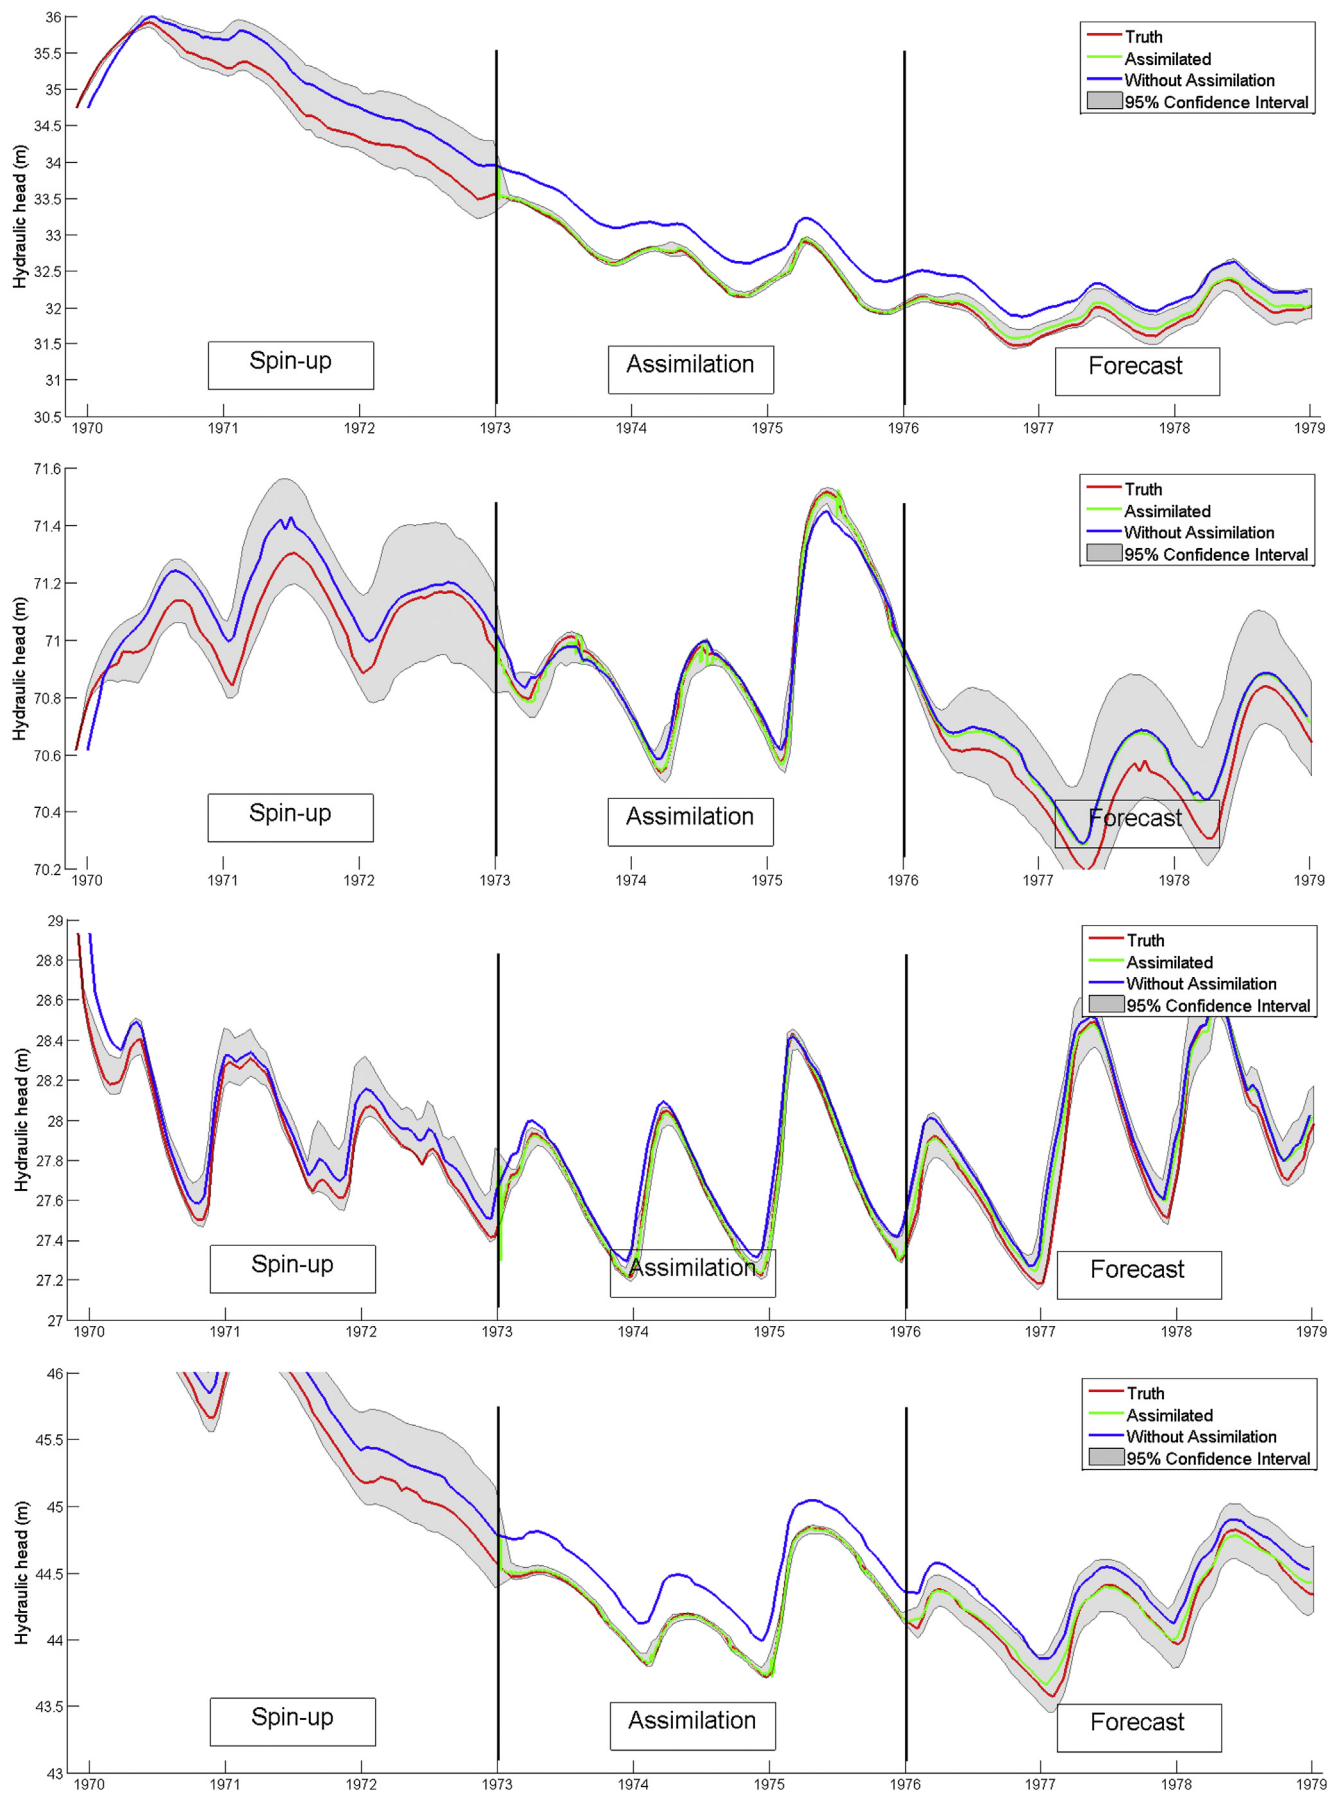 36
35.5
35
34.5
34
33.5
33
32.5
32
31.5
31
30.5
Hydraulic head (m)
Truth
Assimilated
Without Assimilation
95% Confidence Interval
Spin-up
Assimilation
Forecast
1970 1971 1972 1973 1974 1975 1976 1977 1978 1979
71.6
71.4
71.2
71
70.8
70.6
70.4
70.2
Hydraulic head (m)
Truth
Assimilated
Without Assimilation
95% Confidence Interval
Spin-up
Assimilation
Forecast
1970 1971 1972 1973 1974 1975 1976 1977 1978 1979
29
28.8
28.6
28.4
28.2
28
27.8
27.6
27.4
27.2
27
Hydraulic head (m)
Truth
Assimilated
Without Assimilation
95% Confidence Interval
Spin-up
Assimilation
Forecast
1970 1971 1972 1973 1974 1975 1976 1977 1978 1979
46
45.5
45
44.5
44
43.5
43
Hydraulic head (m)
Truth
Assimilated
Without Assimilation
95% Confidence Interval
Spin-up
Assimilation
Forecast
1970 1971 1972 1973 1974 1975 1976 1977 1978 1979